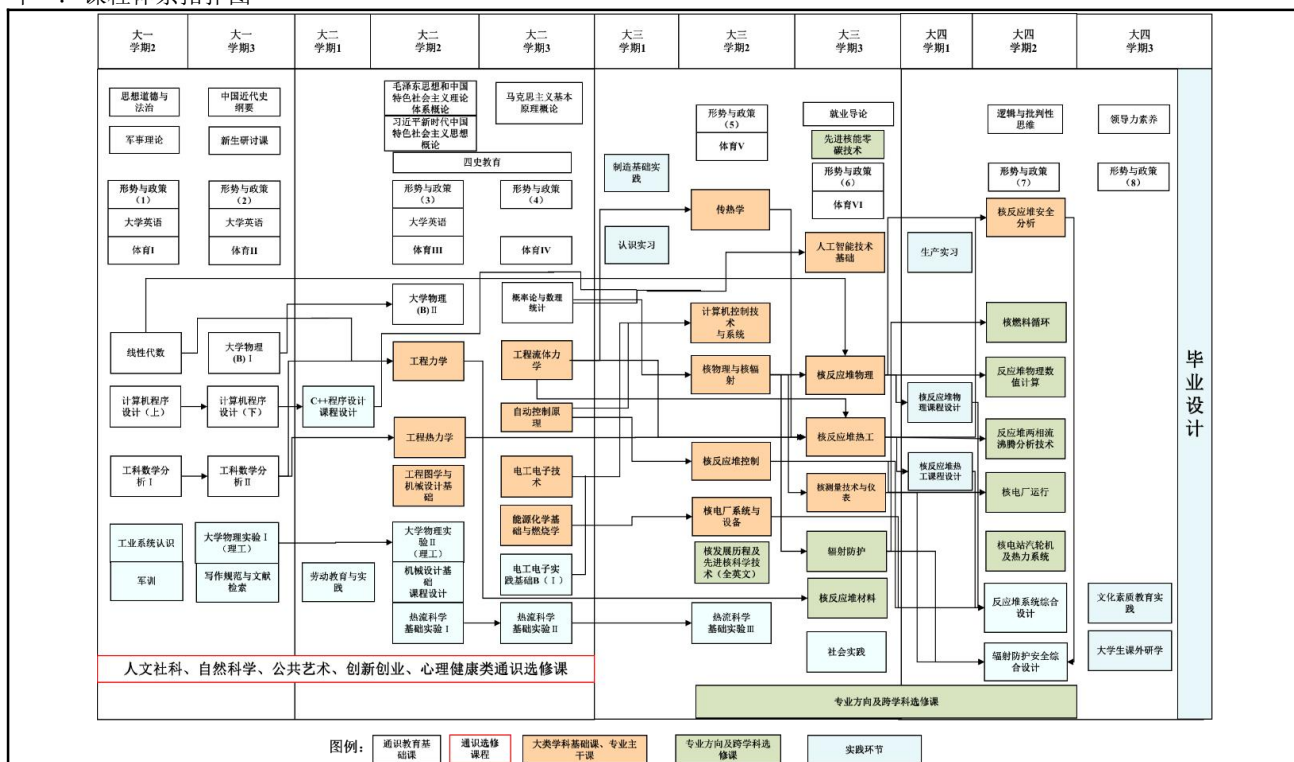 大一
学期2
大一
学期3
大二
学期1
大二
学期2
大二
学期3
大三
学期1
大三
学期2
大三
学期3
大四
学期1
大四
学期2
大四
学期3
思想道德与
法治
军事理论
形势与政策
（1）
大学英语
体育I
线性代数
计算机程序
设计（上）
工科数学分
析 I
工业系统认识
军训
中国近代史
纲要
新生研讨课
形势与政策
（2）
大学英语
体育II
大学物理
(B) I
计算机程序
设计（下）
工科数学分
析II
大学物理实验 I
（理工）
写作规范与文献
检索
C++程序设计
课程设计
劳动教育与实
践
毛泽东思想和中国
特色社会主义理论
体系概论
习近平新时代中国
特色社会主义思想
概论
四史教育
形势与政策
（3）
大学英语
体育III
大学物理
(B) II
工程力学
工程热力学
工程图学与
机械设计基
础
大学物理实
验 II
（理工）
机械设计基
础
课程设计
热流科学
基础实验 I
马克思主义基本
原理概论
形势与政策
（4）
体育IV
概率论与数理
统计
工程流体力
学
自动控制原
理
电工电子技
术
能源化学基
础与燃烧学
电工电子实
践基础B（I）
热流科学
基础实验 II
制造基础实
践
认识实习
形势与政策
（5）
体育V
传热学
计算机控制技
术
与系统
核物理与核辐
射
核反应堆控制
核电厂系统与
设备
核发展历程及
先进核科学技
术（全英文）
热流科学
基础实验III
就业导论
先进核能零
碳技术
形势与政策
（6）
体育VI
人工智能技术
基础
核反应堆物理
核反应堆热工
核测量技术与仪
表
辐射防护
核反应堆材料
社会实践
生产实习
核反应堆物
理课程设计
核反应堆热
工课程设计
逻辑与批判性
思维
形势与政策
（7）
核反应堆安全
分析
核燃料循环
反应堆物理数
值计算
反应堆两相流
沸腾分析技术
核电厂运行
核电站汽轮机
及热力系统
反应堆系统综合
设计
辐射防护安全综
合设计
领导力素养
形势与政策
（8）
文化素质教育实
践
大学生课外研学
毕业设计
人文社科、自然科学、公共艺术、创新创业、心理健康类通识选修课
专业方向及跨学科选修课
图例：
通识教育基
础课
通识选修
课程
大类学科基础课、专业主
干课
专业方向及跨学科选
修课
实践环节